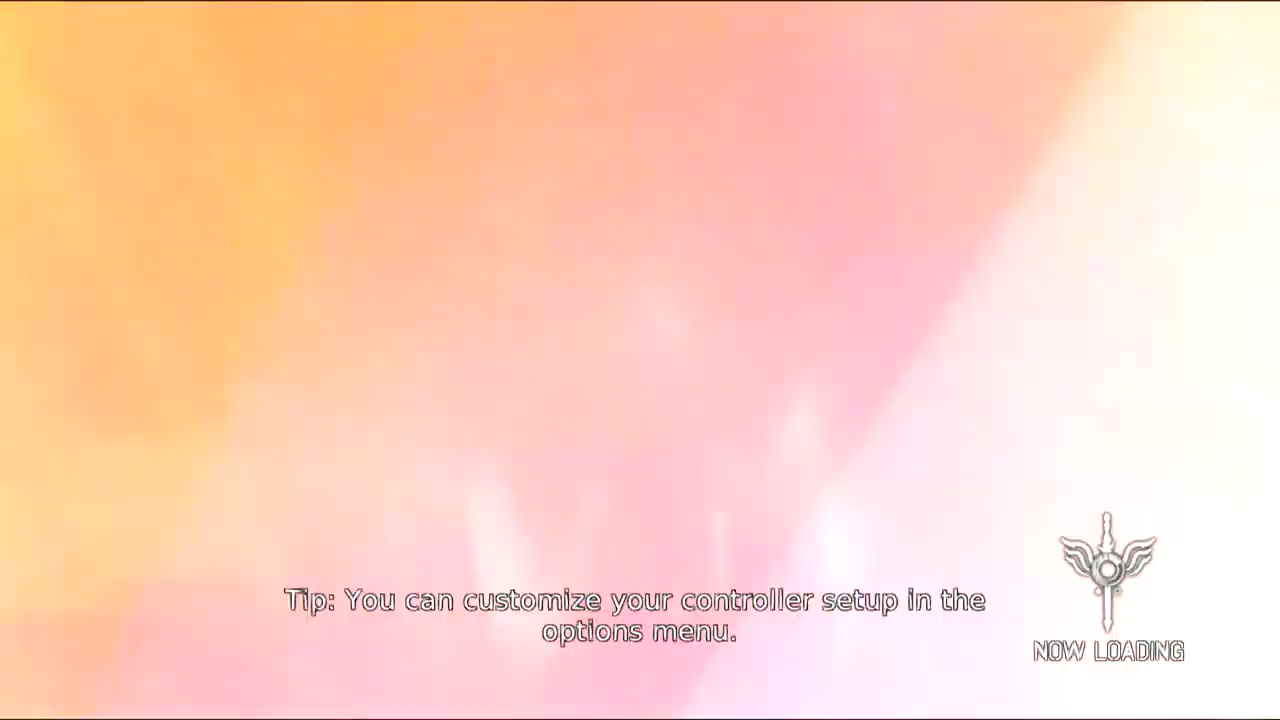 Tip: You can customize your controller setup in the
options menu.
NOW LOADING